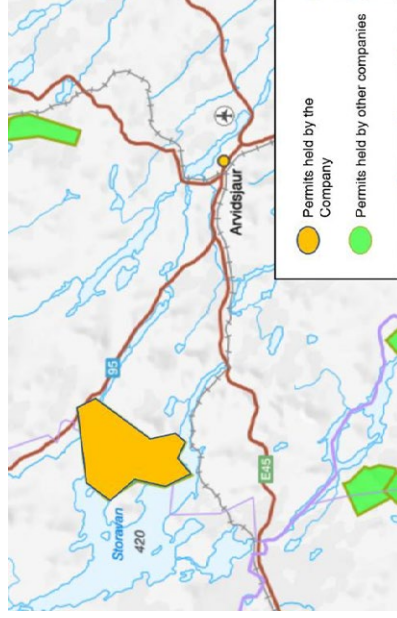 Storavan
420
95
E45
Arvidsjaur
Permits held by the
Company
Permits held by other companies